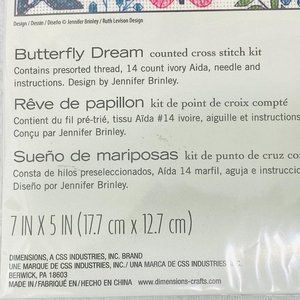 Design / Dessin / Diseño © Jennifer Brinley / Ruth Levison Design
Butterfly Dream counted cross stitch kit
Contains presorted thread, 14 count ivory Aida, needle and
instructions. Design by Jennifer Brinley.
Rêve de papillon kit de point de croix compté
Contient du fil pré-trié, tissu Aïda #14 ivoire, aiguille et instructions
Conçu par Jennifer Brinley.
Sueño de mariposas kit de punto de cruz
Consta de hilos preseleccionados, Aída 14 marfil, aguja e
Diseño por Jennifer Brinley.
7 IN X 5 IN (17.7 cm x 12.7 cm)
DIMENSIONS, A CSS INDUSTRIES, INC. BRAND
UNE MARQUE DE CSS INDUSTRIES, INC./ UNA MARCA DE CSS INDUSTRIES,
BERWICK, PA 18603
MADE IN / FABRIQUÉ EN / HECHO EN CHINA www.dimensions-crafts.com